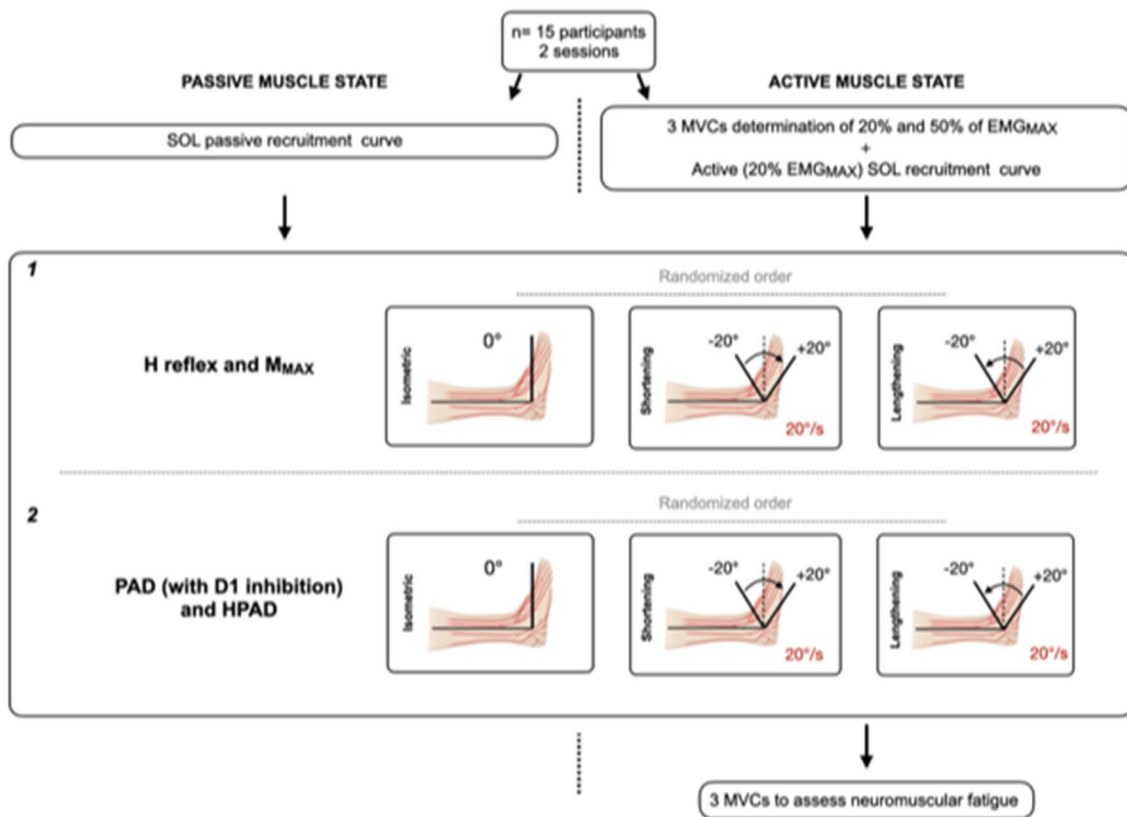 n= 15 participants
2 sessions
PASSIVE MUSCLE STATE
ACTIVE MUSCLE STATE
SOL passive recruitment curve
3 MVCs determination of 20% and 50% of EMGMAX
+
Active (20% EMGMAX) SOL recruitment curve
1
Randomized order
H reflex and MMAX
Isometric
0°
Shortening
-20°
+20°
20°/s
Lengthening
-20°
+20°
20°/s
2
Randomized order
PAD (with D1 inhibition)
and HPAD
Isometric
0°
Shortening
-20°
+20°
20°/s
Lengthening
-20°
+20°
20°/s
3 MVCs to assess neuromuscular fatigue